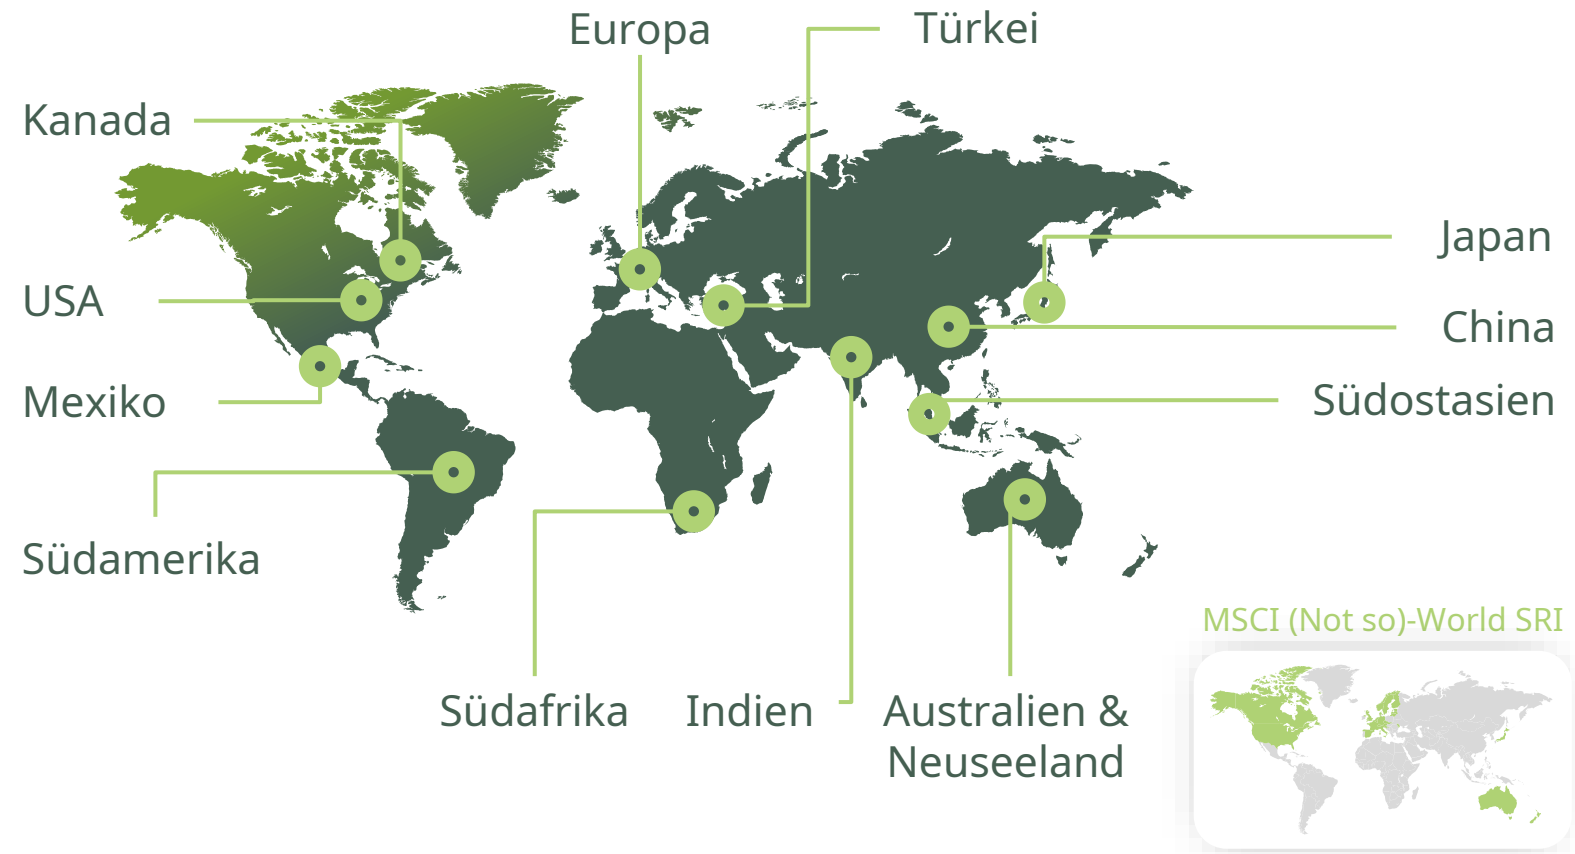 Europa
Türkei
Kanada
Japan
USA
China
Mexiko
Südostasien
Südamerika
MSCI (Not so)-World SRI
Südafrika
Indien
Australien &
Neuseeland